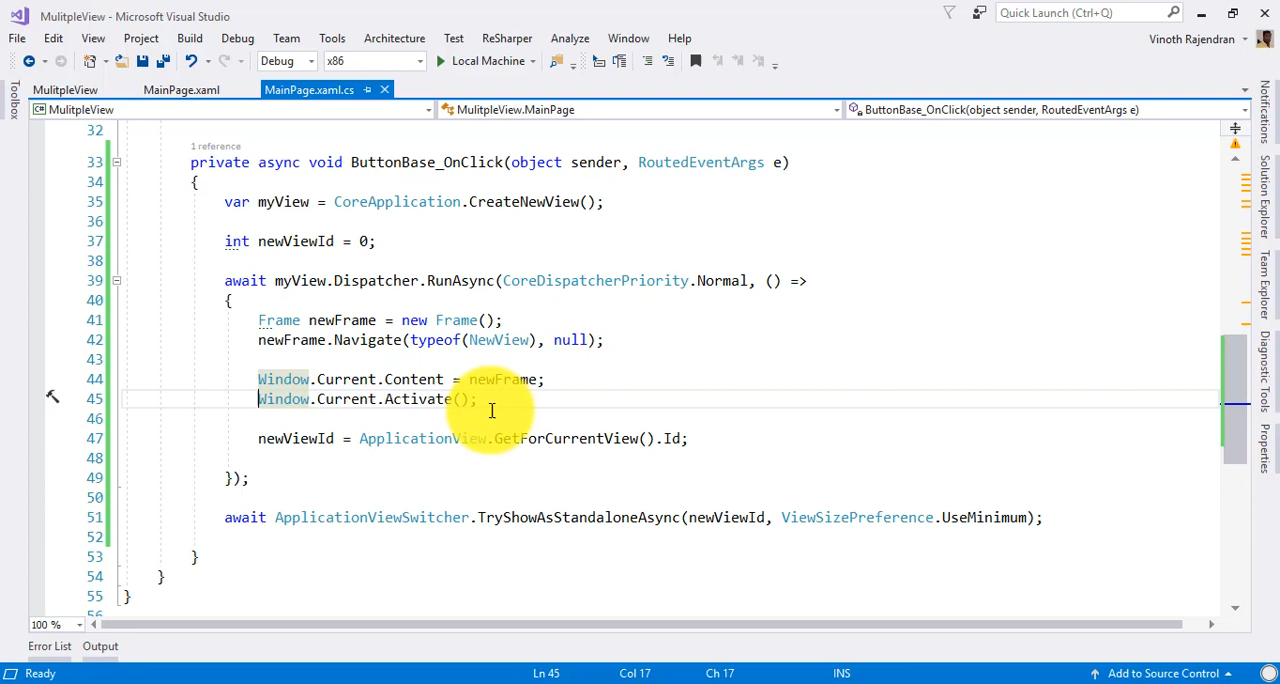 MulitpleView - Microsoft Visual Studio
Quick Launch (Ctrl+Q)
File Edit View Project Build Debug Team Tools Architecture Test ReSharper Analyze Window Help
Vinoth Rajendran
Debug x86 Local Machine
Toolbox
MulitpleView MainPage.xaml MainPage.xaml.cs
C# MulitpleView MulitpleView.MainPage ButtonBase_OnClick(object sender, RoutedEventArgs e)
32
1 reference
33 private async void ButtonBase_OnClick(object sender, RoutedEventArgs e)
34 {
35 var myView = CoreApplication.CreateNewView();
36
37 int newViewId = 0;
38
39 await myView.Dispatcher.RunAsync(CoreDispatcherPriority.Normal, () =>
40 {
41 Frame newFrame = new Frame();
42 newFrame.Navigate(typeof(NewView), null);
43
44 Window.Current.Content = newFrame;
45 Window.Current.Activate();
46
47 newViewId = ApplicationView.GetForCurrentView().Id;
48
49 });
50
51 await ApplicationViewSwitcher.TryShowAsStandaloneAsync(newViewId, ViewSizePreference.UseMinimum);
52
53 }
54 }
55 }
56
Notifications
Solution Explorer
Team Explorer
Diagnostic Tools
Properties
100 %
Error List Output
Ready Ln 45 Col 17 Ch 17 INS Add to Source Control